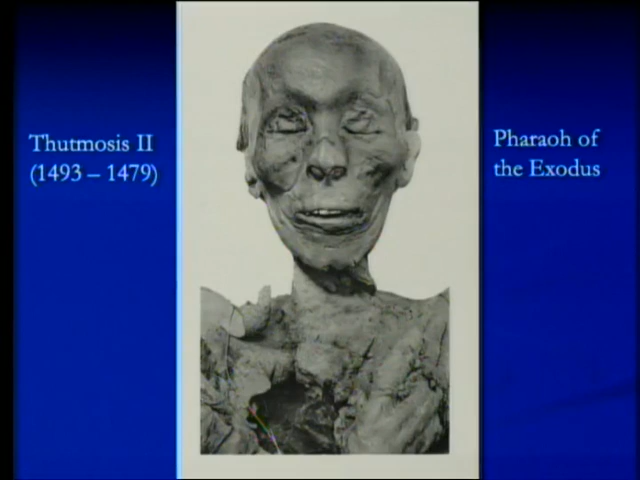 Thutmosis II
(1493 – 1479)
Pharaoh of
the Exodus